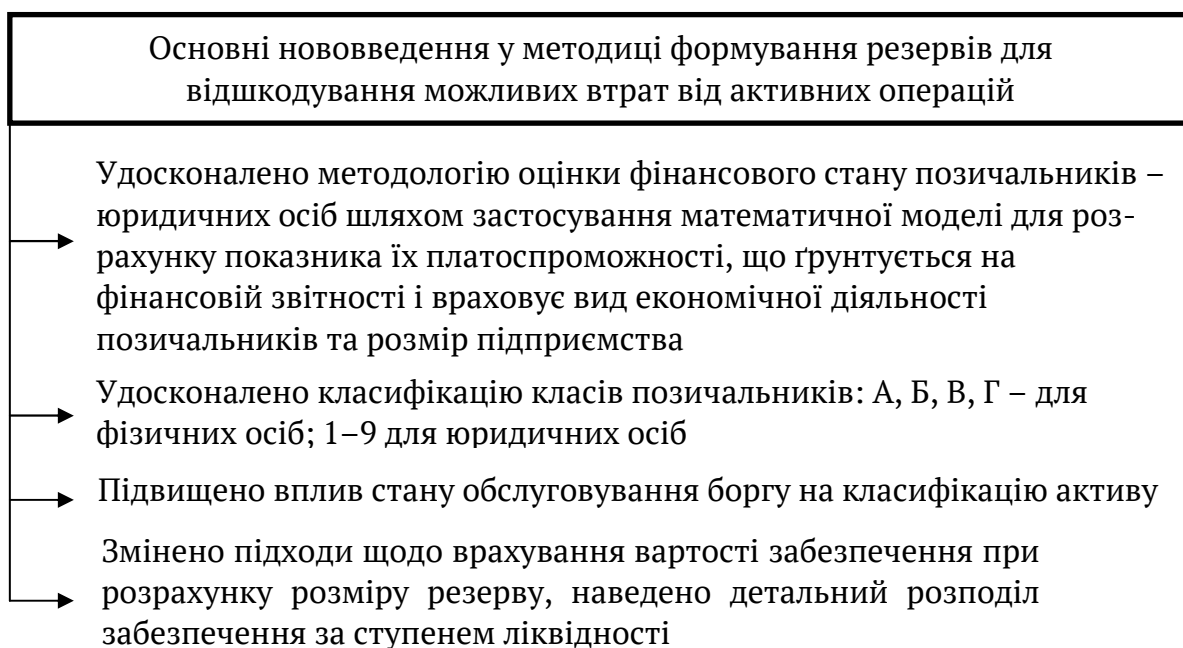 Основні нововведення у методиці формування резервів для
відшкодування можливих втрат від активних операцій
Удосконалено методологію оцінки фінансового стану позичальників –
юридичних осіб шляхом застосування математичної моделі для роз-
рахунку показника їх платоспроможності, що ґрунтується на
фінансовій звітності і враховує вид економічної діяльності
позичальників та розмір підприємства
Удосконалено класифікацію класів позичальників: А, Б, В, Г – для
фізичних осіб; 1–9 для юридичних осіб
Підвищено вплив стану обслуговування боргу на класифікацію активу
Змінено підходи щодо врахування вартості забезпечення при
розрахунку розміру резерву, наведено детальний розподіл
забезпечення за ступенем ліквідності